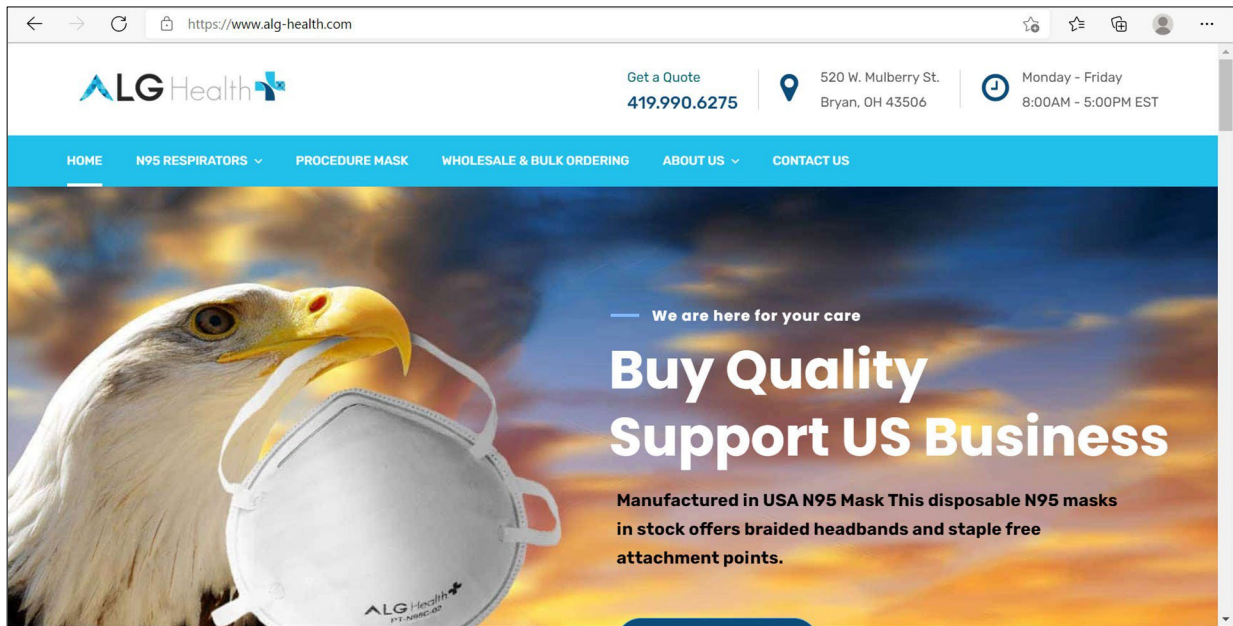 https://www.alg-health.com
ALG Health
Get a Quote
419.990.6275
520 W. Mulberry St.
Bryan, OH 43506
Monday - Friday
8:00AM - 5:00PM EST
HOME N95 RESPIRATORS PROCEDURE MASK WHOLESALE & BULK ORDERING ABOUT US CONTACT US
We are here for your care
Buy Quality
Support US Business
Manufactured in USA N95 Mask This disposable N95 masks
in stock offers braided headbands and staple free
attachment points.
ALG Health
PT-N95C-02